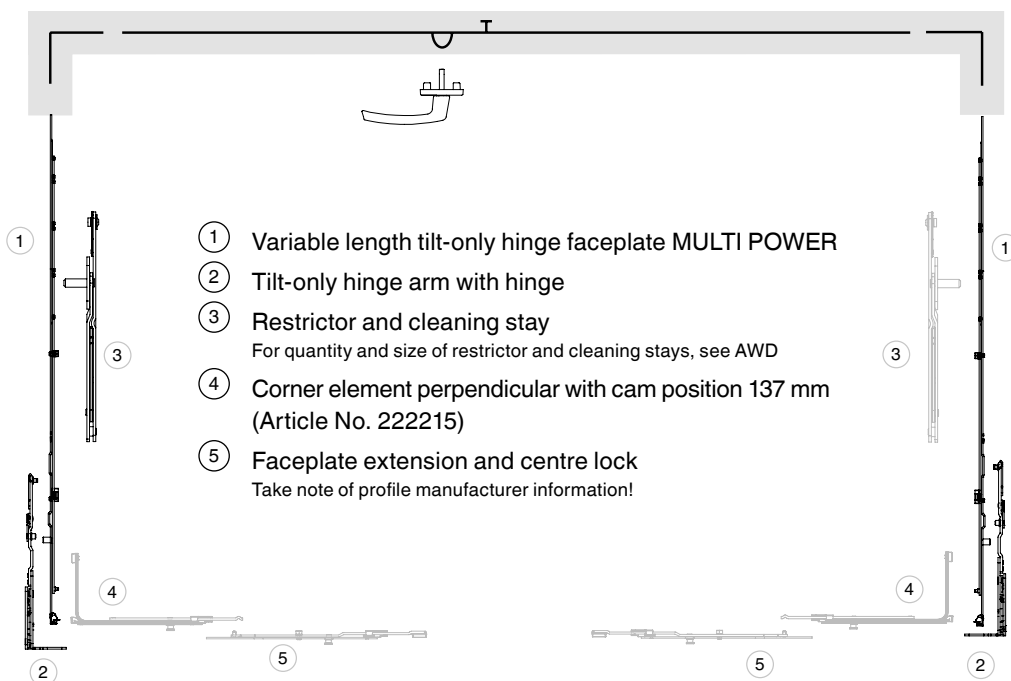 1 Variable length tilt-only hinge faceplate MULTI POWER
2 Tilt-only hinge arm with hinge
3 Restrictor and cleaning stay
For quantity and size of restrictor and cleaning stays, see AWD
4 Corner element perpendicular with cam position 137 mm
(Article No. 222215)
5 Faceplate extension and centre lock
Take note of profile manufacturer information!
1
1
3
3
4
4
5
5
2
2